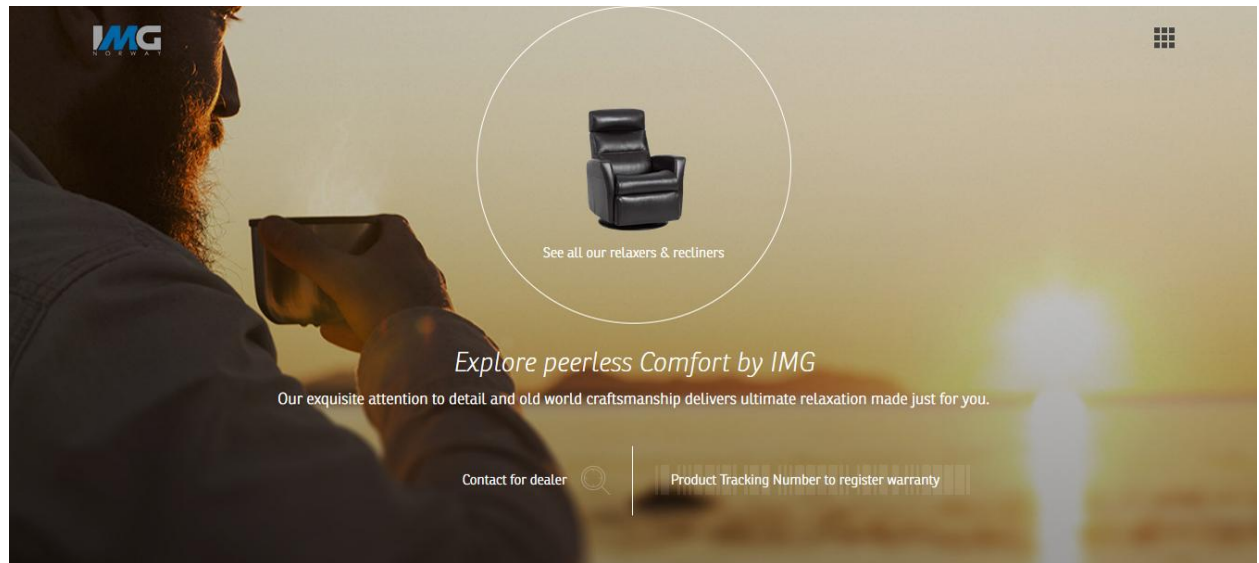 IMG
NORWAY
See all our relaxers & recliners
Explore peerless Comfort by IMG
Our exquisite attention to detail and old world craftsmanship delivers ultimate relaxation made just for you.
Contact for dealer
Product Tracking Number to register warranty